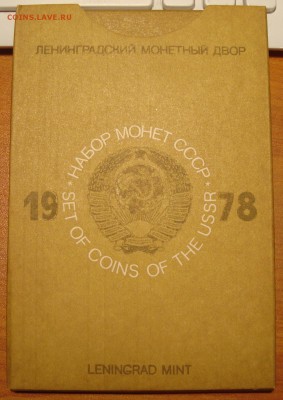 COINS.LAVE.RU
ЛЕНИНГРАДСКИЙ МОНЕТНЫЙ ДВОР
• НАБОР МОНЕТ СССР •
19 78
SET OF COINS OF THE USSR
LENINGRAD MINT